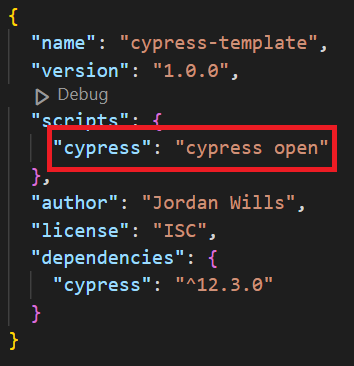 {
"name": "cypress-template",
"version": "1.0.0",
Debug
"scripts": {
"cypress": "cypress open"
},
"author": "Jordan Wills",
"license": "ISC",
"dependencies": {
"cypress": "^12.3.0"
}
}